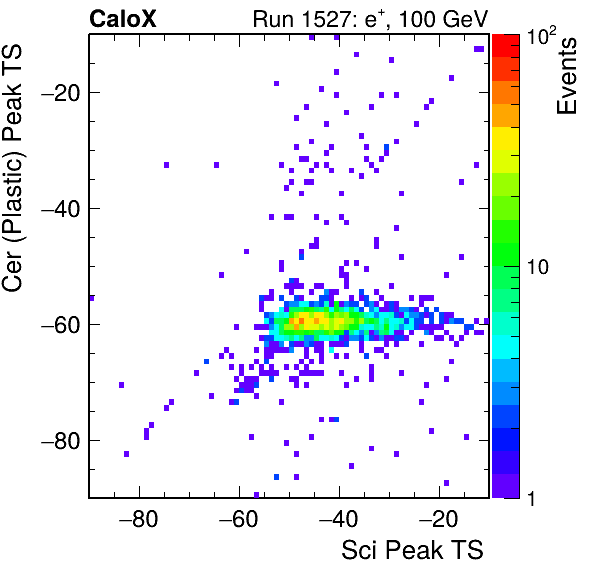 CaloX Run 1527: e⁺, 100 GeV
Cer (Plastic) Peak TS
−20
−40
−60
−80
−80 −60 −40 −20
Sci Peak TS
10²
10
1
Events